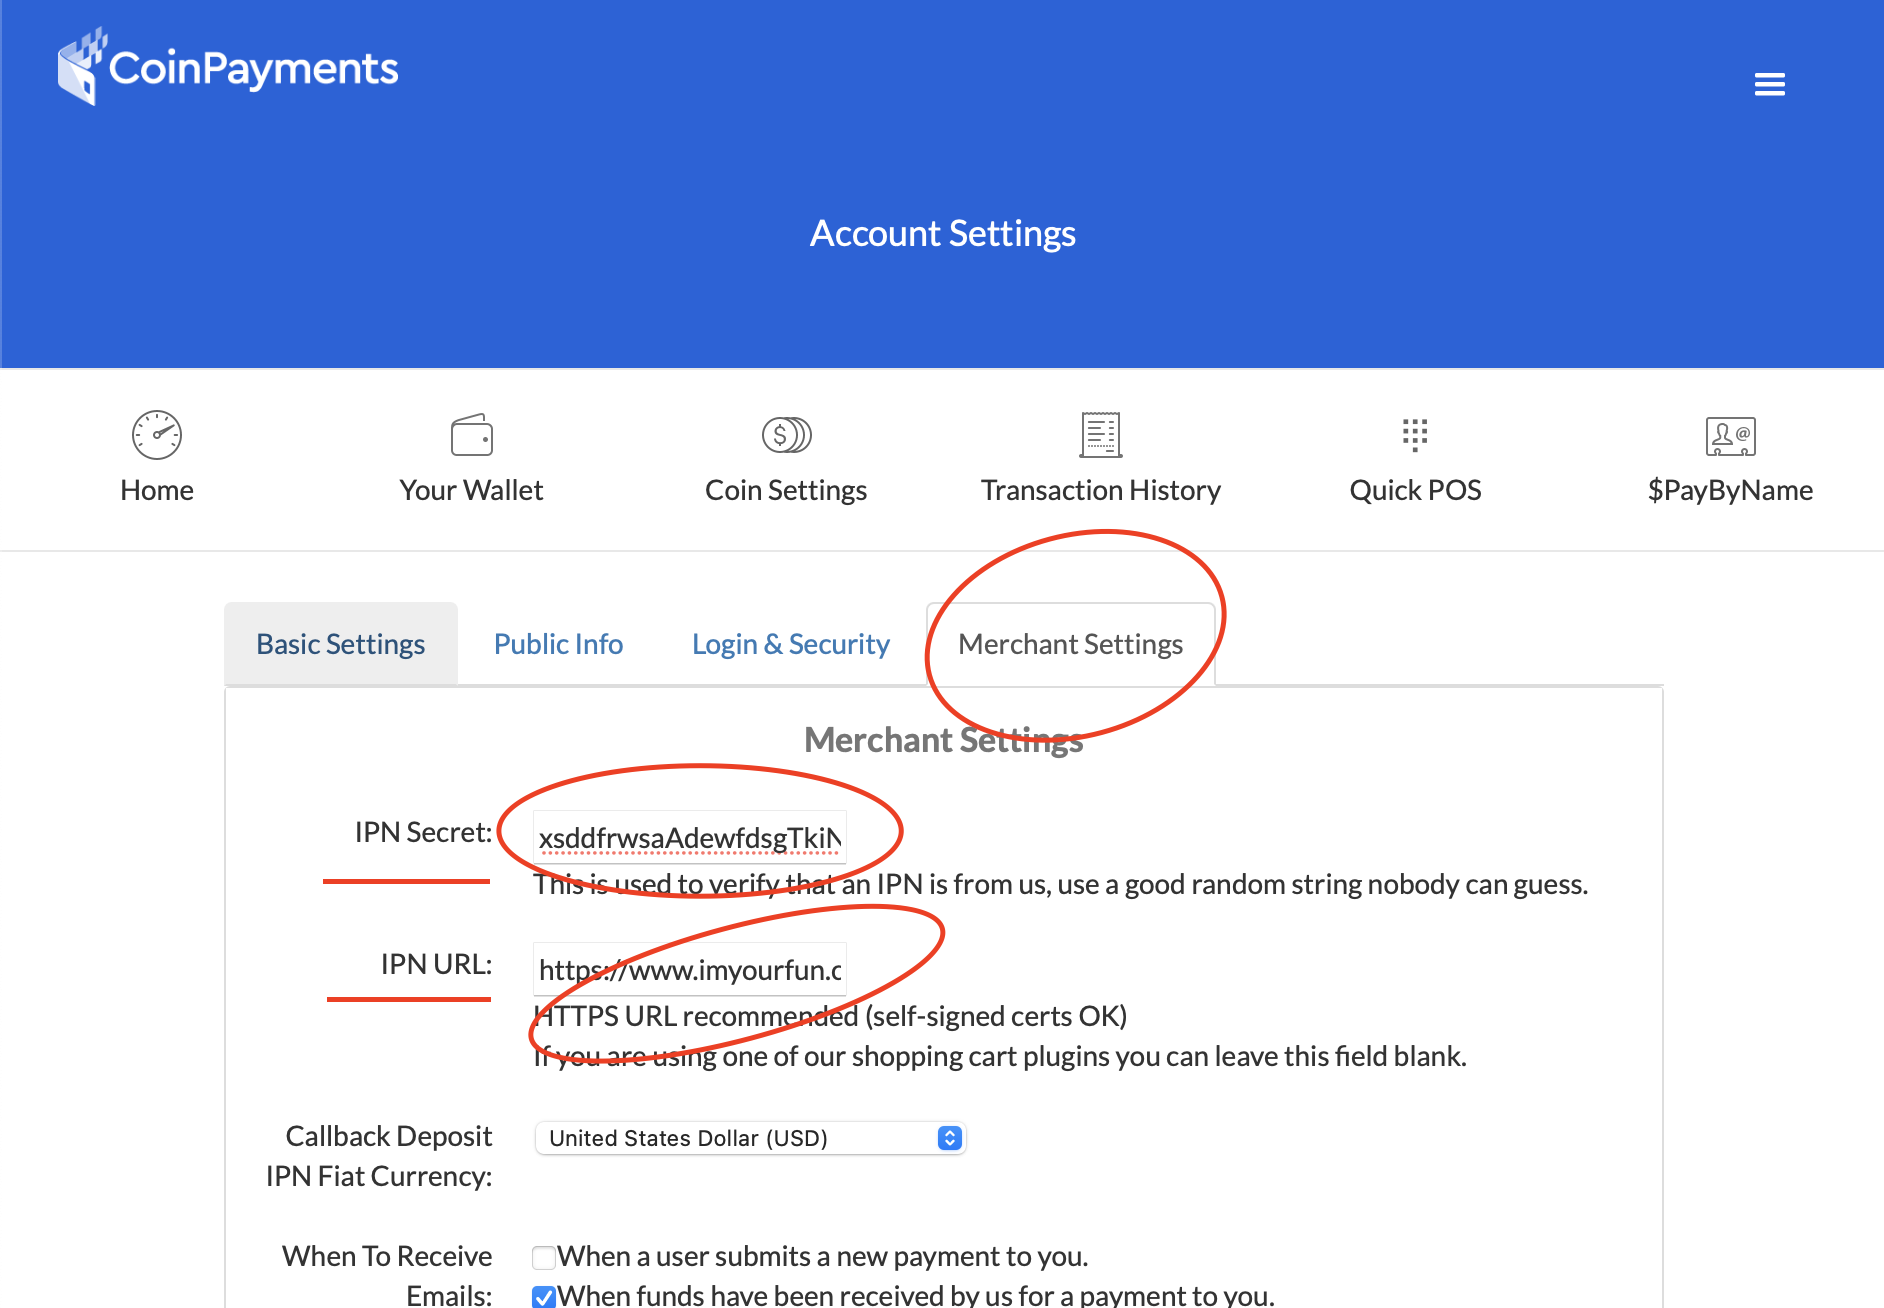 CoinPayments
Account Settings
Home
Your Wallet
Coin Settings
Transaction History
Quick POS
$PayByName
Basic Settings
Public Info
Login & Security
Merchant Settings
Merchant Settings
IPN Secret:
xsddfrwsaAdewfdsgTkiN
This is used to verify that an IPN is from us, use a good random string nobody can guess.
IPN URL:
https://www.imyourfun.c
HTTPS URL recommended (self-signed certs OK)
If you are using one of our shopping cart plugins you can leave this field blank.
Callback Deposit
IPN Fiat Currency:
United States Dollar (USD)
When To Receive
Emails:
When a user submits a new payment to you.
When funds have been received by us for a payment to you.